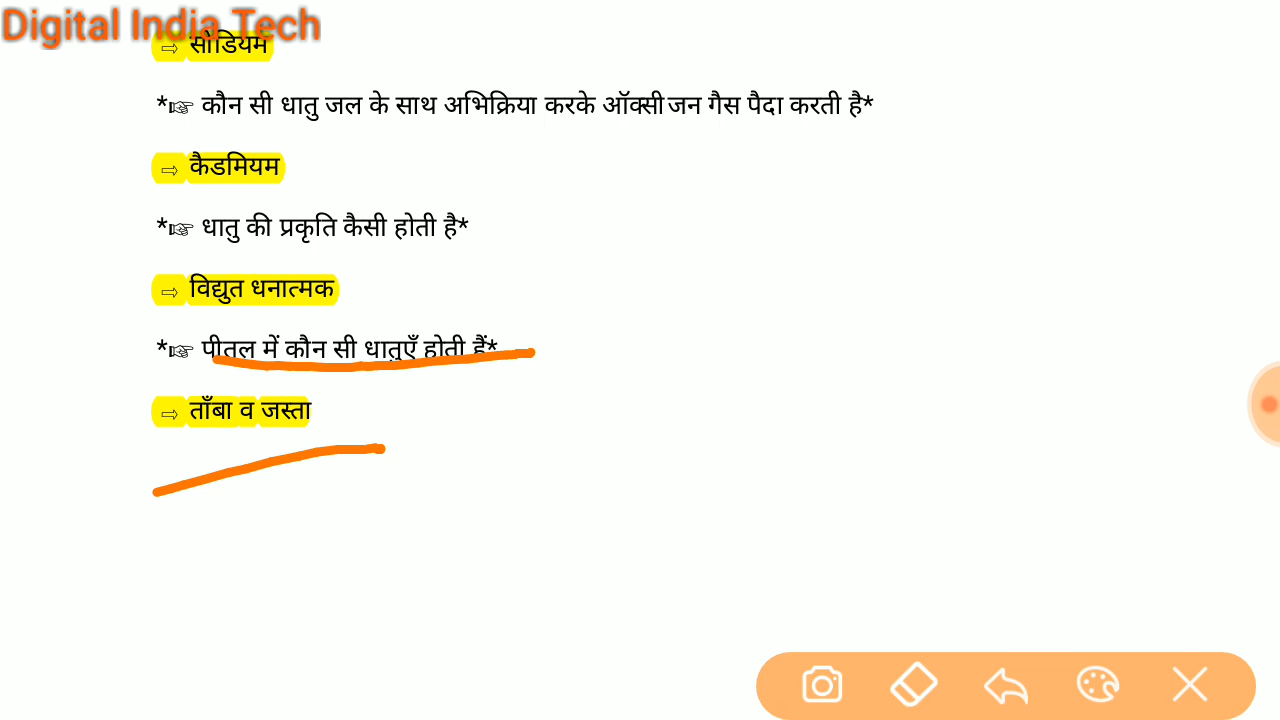 Digital India Tech
⇨ सोडियम
*☞ कौन सी धातु जल के साथ अभिक्रिया करके ऑक्सीजन गैस पैदा करती है*
⇨ कैडमियम
*☞ धातु की प्रकृति कैसी होती है*
⇨ विद्युत धनात्मक
*☞ पीतल में कौन सी धातुएँ होती हैं*
⇨ ताँबा व जस्ता